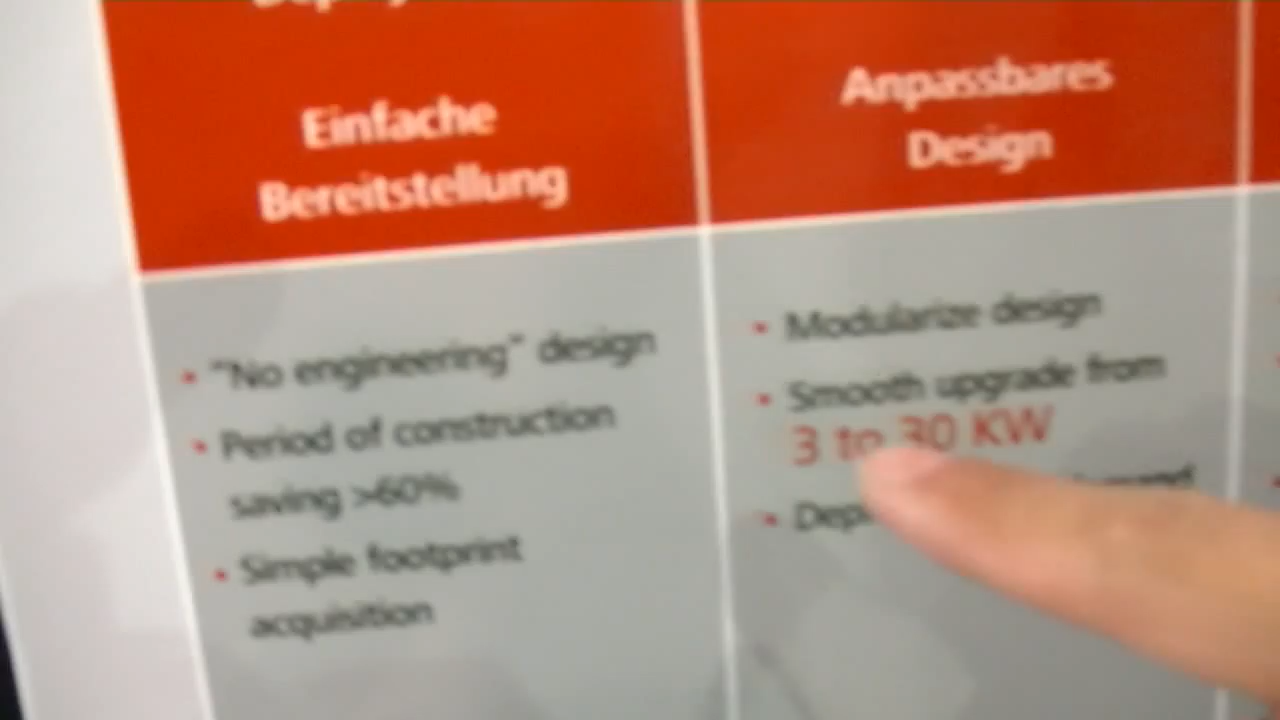 Einfache
Bereitstellung
• "No engineering" design
• Period of construction
saving >60%
• Simple footprint
acquisition
Anpassbares
Design
• Modularize design
• Smooth upgrade from
3 to 30 KW